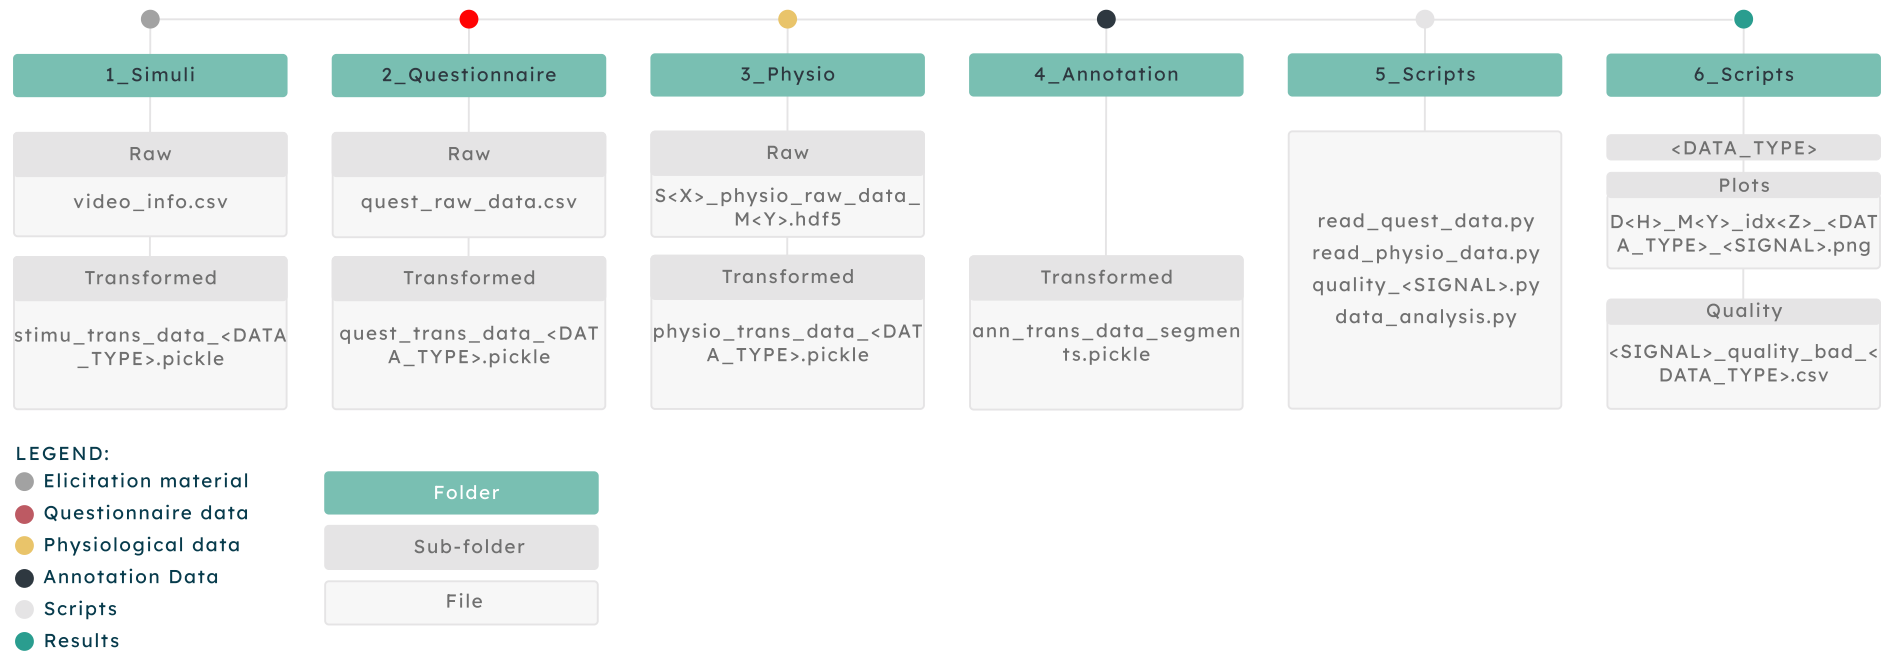 1_Simuli
2_Questionnaire
3_Physio
4_Annotation
5_Scripts
6_Scripts
Raw
video_info.csv
Transformed
stimu_trans_data_<DATA
_TYPE>.pickle
Raw
quest_raw_data.csv
Transformed
quest_trans_data_<DAT
A_TYPE>.pickle
Raw
S<X>_physio_raw_data_
M<Y>.hdf5
Transformed
physio_trans_data_<DAT
A_TYPE>.pickle
Transformed
ann_trans_data_segmen
ts.pickle
read_quest_data.py
read_physio_data.py
quality_<SIGNAL>.py
data_analysis.py
<DATA_TYPE>
Plots
D<H>_M<Y>_idx<Z>_<DAT
A_TYPE>_<SIGNAL>.png
Quality
<SIGNAL>_quality_bad_<
DATA_TYPE>.csv
LEGEND:
Elicitation material
Questionnaire data
Physiological data
Annotation Data
Scripts
Results
Folder
Sub-folder
File